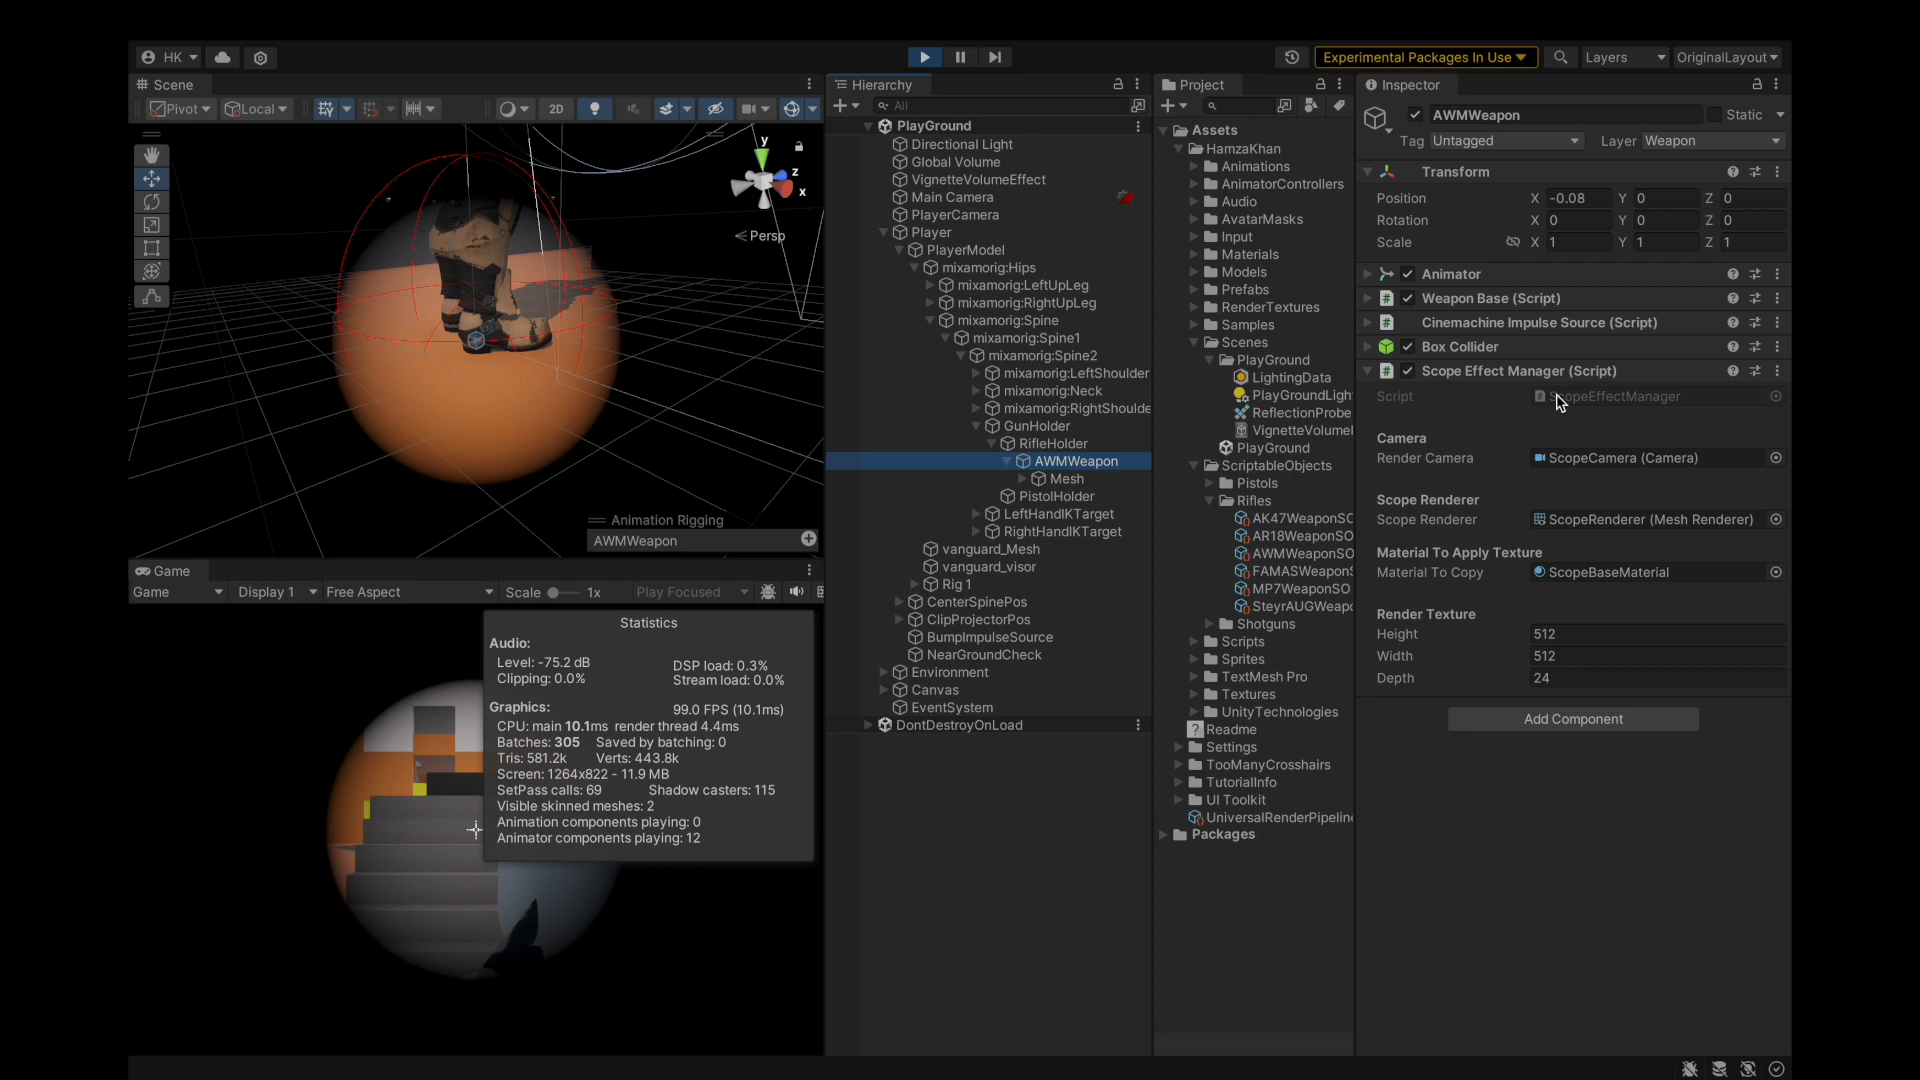 HK
Experimental Packages In Use
Layers
OriginalLayout
Scene
Pivot
Local
2D
y
z
x
Persp
Animation Rigging
AWMWeapon
Game
Game
Display 1
Free Aspect
Scale
1x
Play Focused
Statistics
Audio:
Level: -75.2 dB
DSP load: 0.3%
Clipping: 0.0%
Stream load: 0.0%
Graphics:
99.0 FPS (10.1ms)
CPU: main 10.1ms render thread 4.4ms
Batches: 305 Saved by batching: 0
Tris: 581.2k Verts: 443.8k
Screen: 1264x822 - 11.9 MB
SetPass calls: 69 Shadow casters: 115
Visible skinned meshes: 2
Animation components playing: 0
Animator components playing: 12
Hierarchy
All
PlayGround
Directional Light
Global Volume
VignetteVolumeEffect
Main Camera
PlayerCamera
Player
PlayerModel
mixamorig:Hips
mixamorig:LeftUpLeg
mixamorig:RightUpLeg
mixamorig:Spine
mixamorig:Spine1
mixamorig:Spine2
mixamorig:LeftShoulder
mixamorig:Neck
mixamorig:RightShoulde
GunHolder
RifleHolder
AWMWeapon
Mesh
PistolHolder
LeftHandIKTarget
RightHandIKTarget
vanguard_Mesh
vanguard_visor
Rig 1
CenterSpinePos
ClipProjectorPos
BumpImpulseSource
NearGroundCheck
Environment
Canvas
EventSystem
DontDestroyOnLoad
Project
Assets
HamzaKhan
Animations
AnimatorControllers
Audio
AvatarMasks
Input
Materials
Models
Prefabs
RenderTextures
Samples
Scenes
PlayGround
LightingData
PlayGroundLigh
ReflectionProbe
VignetteVolumeI
PlayGround
ScriptableObjects
Pistols
Rifles
AK47WeaponSO
AR18WeaponSO
AWMWeaponSO
FAMASWeaponS
MP7WeaponSO
SteyrAUGWeapo
Shotguns
Scripts
Sprites
TextMesh Pro
Textures
UnityTechnologies
Readme
Settings
TooManyCrosshairs
TutorialInfo
UI Toolkit
UniversalRenderPipeline
Packages
Inspector
AWMWeapon
Static
Tag Untagged Layer Weapon
Transform
Position X -0.08 Y 0 Z 0
Rotation X 0 Y 0 Z 0
Scale X 1 Y 1 Z 1
Animator
Weapon Base (Script)
Cinemachine Impulse Source (Script)
Box Collider
Scope Effect Manager (Script)
Script ScopeEffectManager
Camera
Render Camera ScopeCamera (Camera)
Scope Renderer
Scope Renderer ScopeRenderer (Mesh Renderer)
Material To Apply Texture
Material To Copy ScopeBaseMaterial
Render Texture
Height 512
Width 512
Depth 24
Add Component